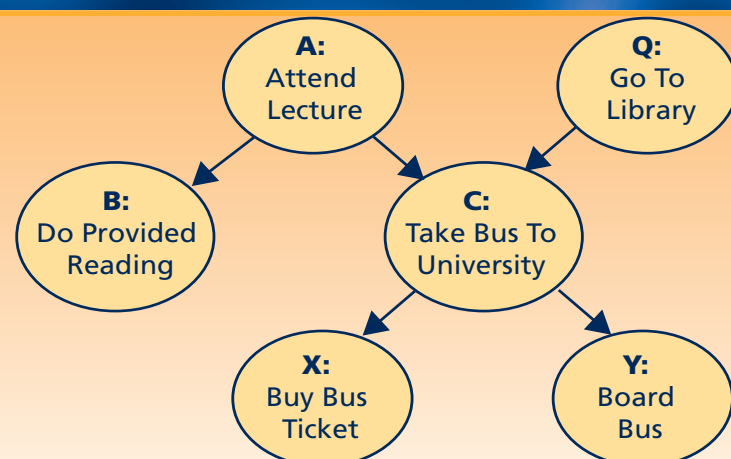 A:
Attend
Lecture
Q:
Go To
Library
B:
Do Provided
Reading
C:
Take Bus To
University
X:
Buy Bus
Ticket
Y:
Board
Bus